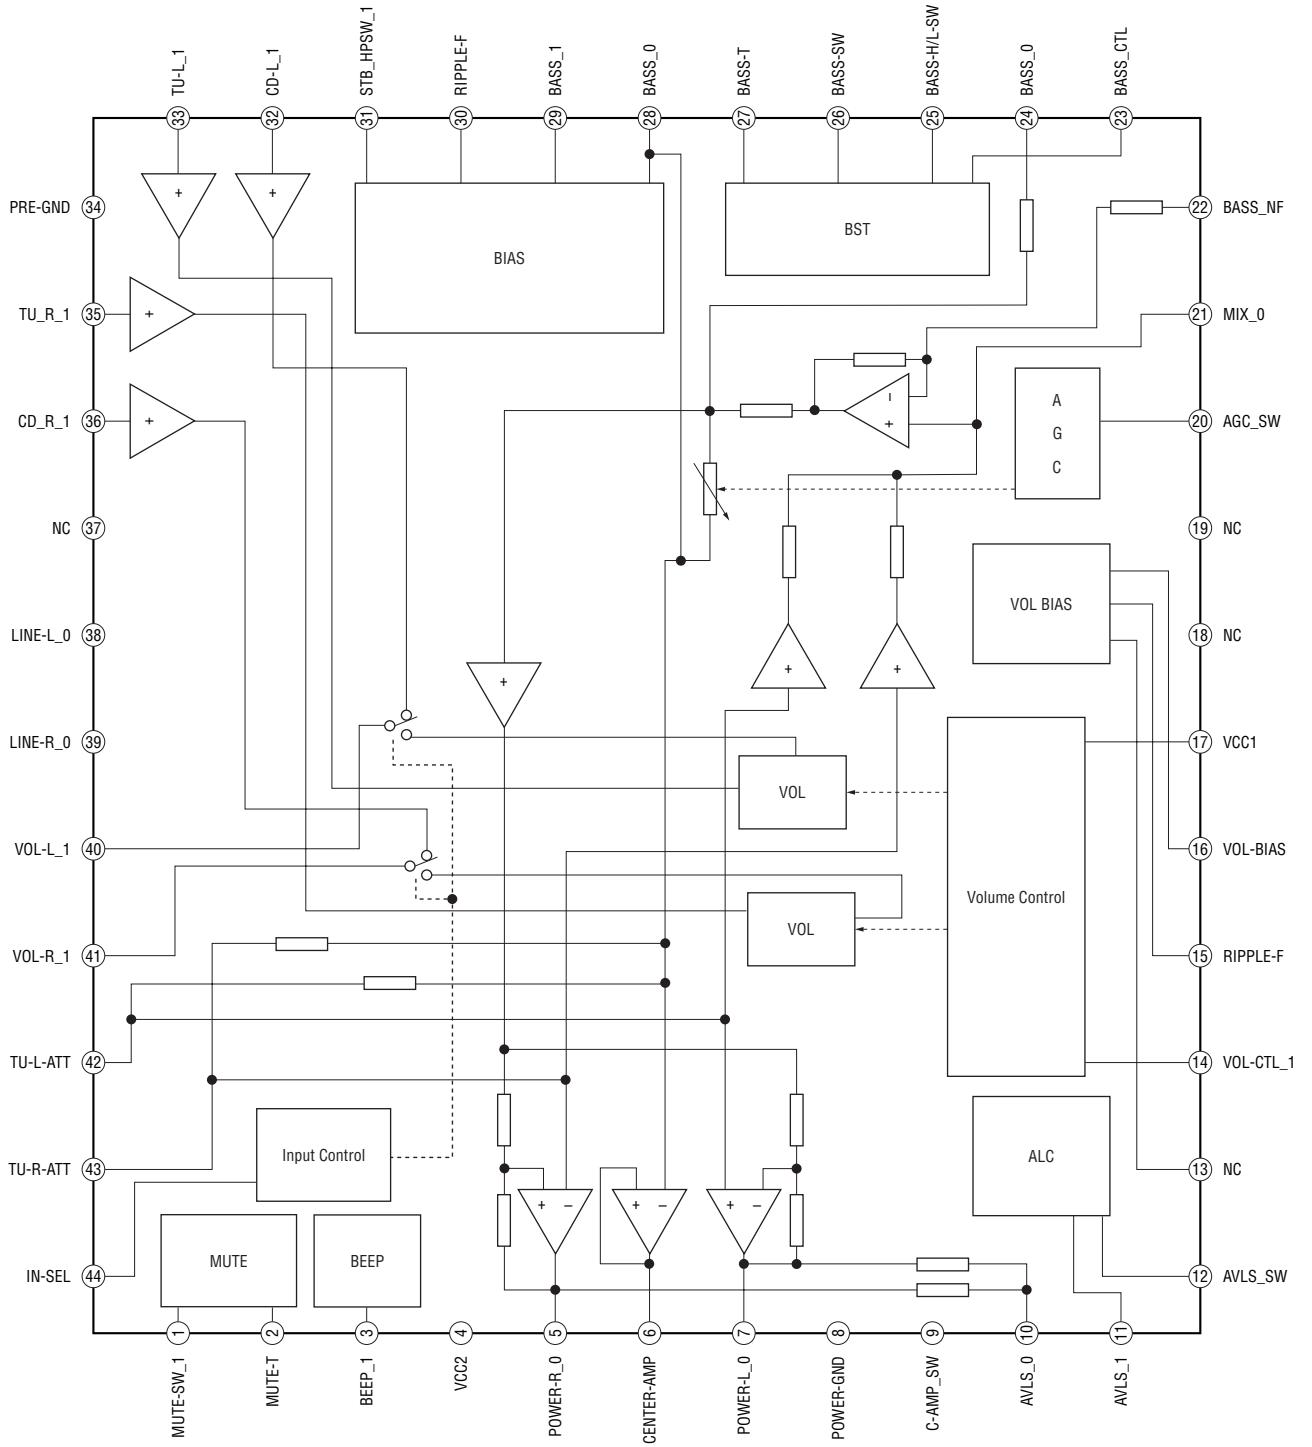 TU-L_1
CD-L_1
STB_HPSW_1
RIPPLE-F
BASS_1
BASS_0
BASS-T
BASS-SW
BASS-H/L-SW
BASS_0
BASS_CTL
33
32
31
30
29
28
27
26
25
24
23
+
+
PRE-GND 34
BIAS
BST
22 BASS_NF
TU_R_1 35
+
21 MIX_0
CD_R_1 36
+
–
+
A
G
C
20 AGC_SW
NC 37
19 NC
VOL BIAS
LINE-L_0 38
18 NC
+
+
+
LINE-R_0 39
17 VCC1
VOL
VOL-L_1 40
16 VOL-BIAS
Volume Control
VOL
VOL-R_1 41
15 RIPPLE-F
TU-L-ATT 42
14 VOL-CTL_1
Input Control
ALC
TU-R-ATT 43
13 NC
+ –
+ –
+ –
MUTE
BEEP
IN-SEL 44
12 AVLS_SW
1
2
3
4
5
6
7
8
9
10
11
MUTE-SW_1
MUTE-T
BEEP_1
VCC2
POWER-R_0
CENTER-AMP
POWER-L_0
POWER-GND
C-AMP_SW
AVLS_0
AVLS_1